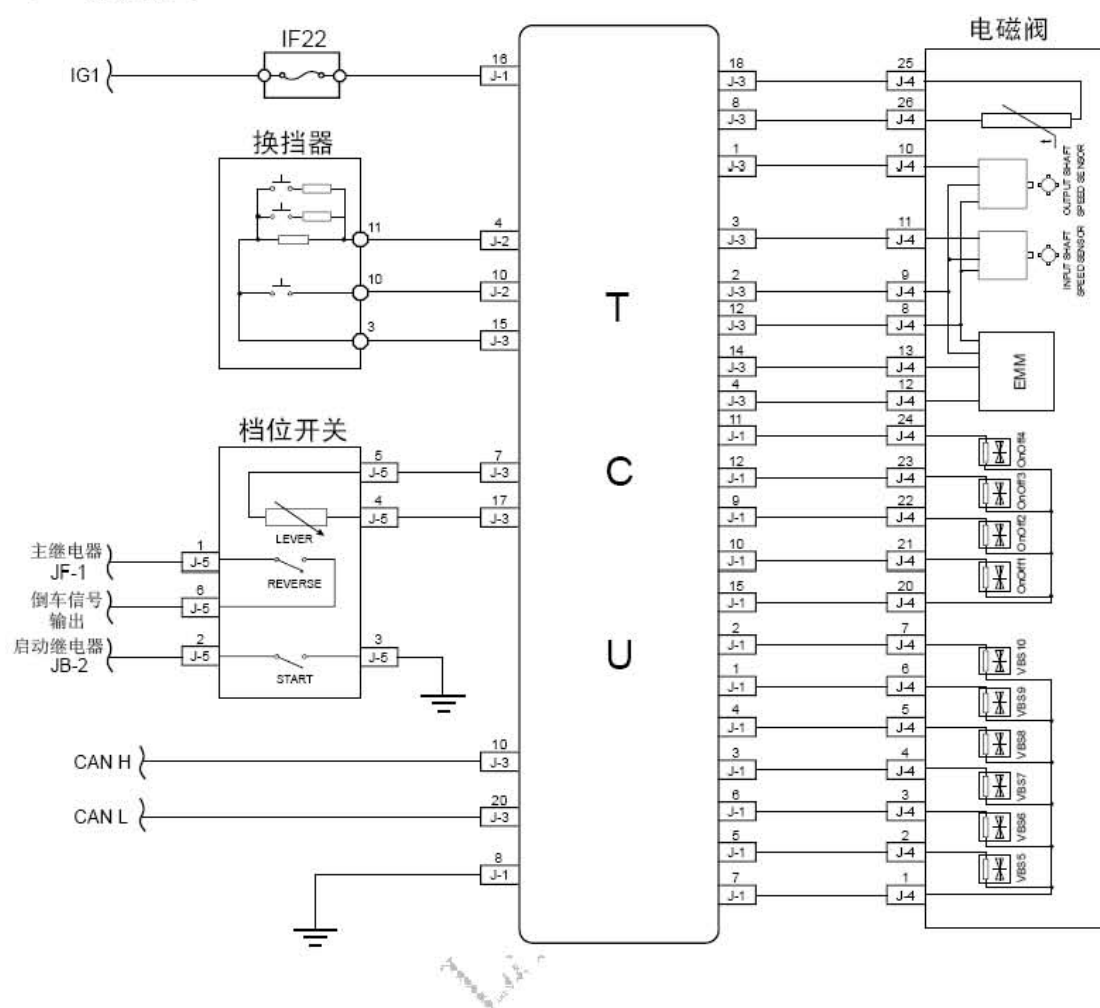 IF22
IG1
16
J-1
换挡器
11
4
J-2
10
10
J-2
3
15
J-3
档位开关
5
J-5
7
J-3
4
J-5
17
J-3
LEVER
主继电器
JF-1
1
J-5
REVERSE
倒车信号
输出
6
J-5
启动继电器
JB-2
2
J-5
START
3
J-5
CAN H
10
J-3
CAN L
20
J-3
8
J-1
T
C
U
电磁阀
18
J-3
25
J-4
8
J-3
26
J-4
t
1
J-3
10
J-4
OUTPUT SHAFT
SPEED SENSOR
3
J-3
11
J-4
INPUT SHAFT
SPEED SENSOR
2
J-3
9
J-4
12
J-3
8
J-4
14
J-3
13
J-4
EMM
4
J-3
12
J-4
11
J-1
24
J-4
OnOff4
12
J-1
23
J-4
OnOff3
9
J-1
22
J-4
OnOff2
10
J-1
21
J-4
OnOff1
15
J-1
20
J-4
2
J-1
7
J-4
VBS10
1
J-1
6
J-4
VBS9
4
J-1
5
J-4
VBS8
3
J-1
4
J-4
VBS7
6
J-1
3
J-4
VBS6
5
J-1
2
J-4
VBS5
7
J-1
1
J-4